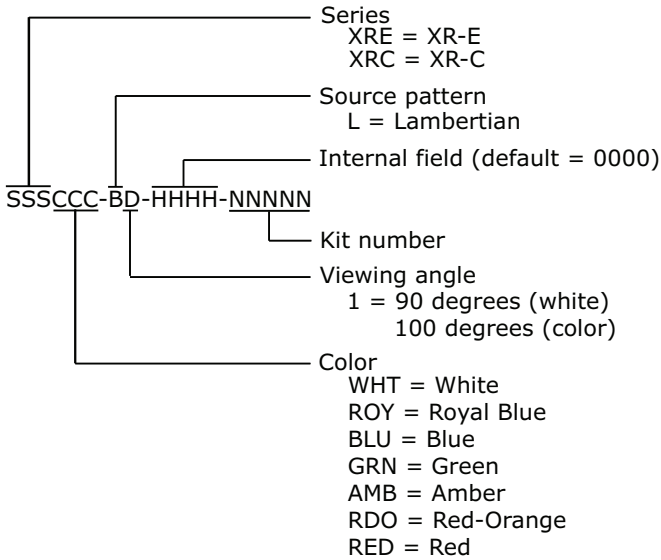 Series
XRE = XR-E
XRC = XR-C
Source pattern
L = Lambertian
Internal field (default = 0000)
SSSCCC-BD-HHHH-NNNNN
Kit number
Viewing angle
1 = 90 degrees (white)
100 degrees (color)
Color
WHT = White
ROY = Royal Blue
BLU = Blue
GRN = Green
AMB = Amber
RDO = Red-Orange
RED = Red